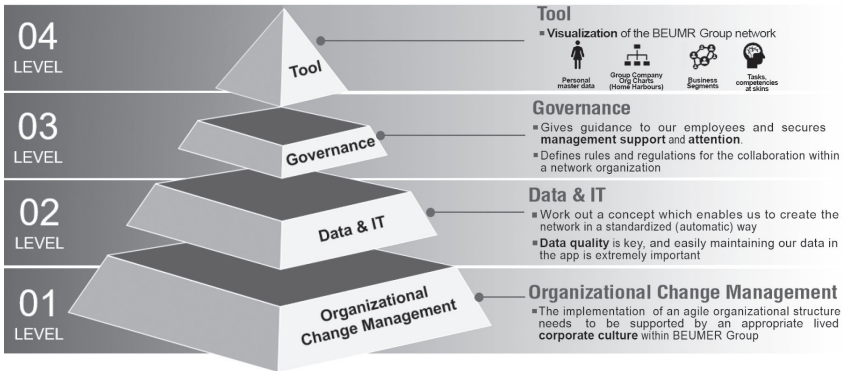 04
LEVEL
Tool
Tool
▪ Visualization of the BEUMR Group network
Personal
master data
Group Company
Org Charts
(Home Harbours)
Business
Segments
Tasks,
competencies
at skins
03
LEVEL
Governance
Governance
▪ Gives guidance to our employees and secures
management support and attention.
▪ Defines rules and regulations for the collaboration within
a network organization
02
LEVEL
Data & IT
Data & IT
▪ Work out a concept which enables us to create the
network in a standardized (automatic) way
▪ Data quality is key, and easily maintaining our data in
the app is extremely important
01
LEVEL
Organizational
Change Management
Organizational Change Management
▪ The implementation of an agile organizational structure
needs to be supported by an appropriate lived
corporate culture within BEUMER Group